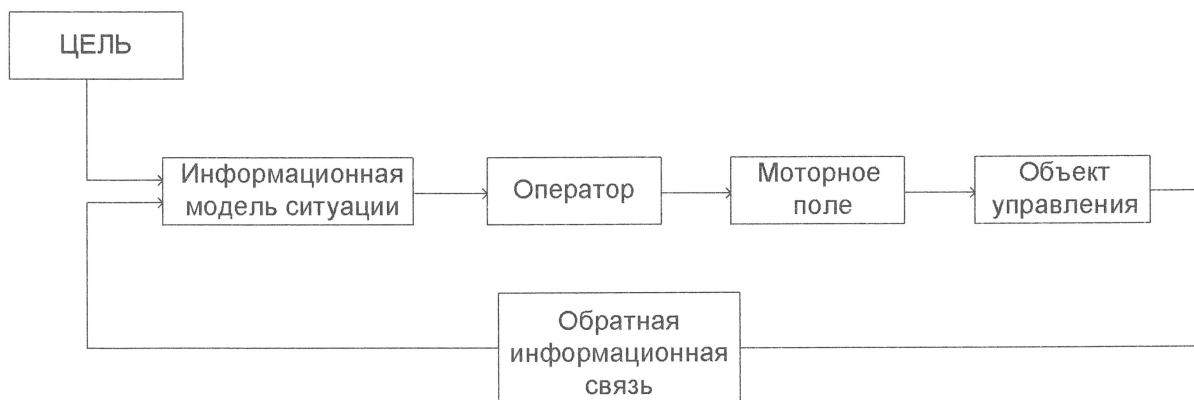 ЦЕЛЬ
Информационная
модель ситуации
Оператор
Моторное
поле
Объект
управления
Обратная
информационная
связь